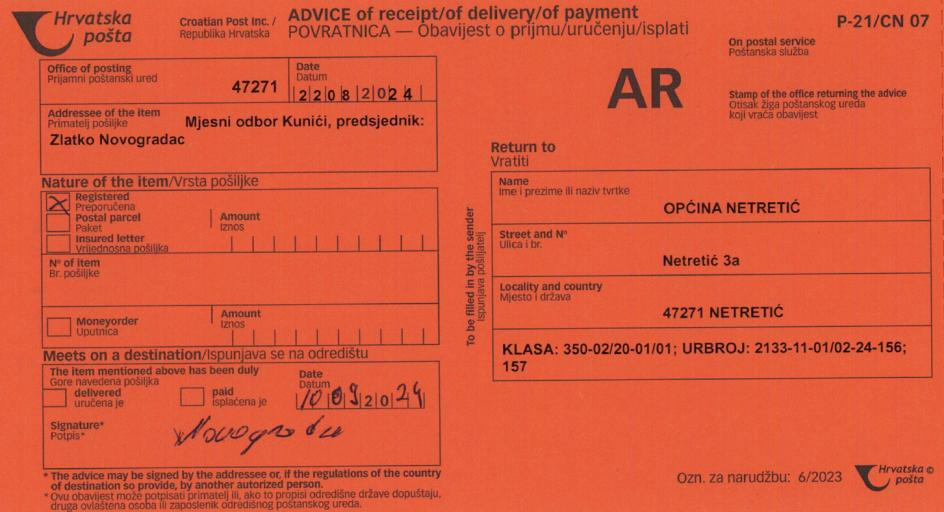 Hrvatska
pošta
Croatian Post Inc. /
Republika Hrvatska
ADVICE of receipt/of delivery/of payment
POVRATNICA — Obavijest o prijmu/uručenju/isplati
P-21/CN 07
Office of posting
Prijamni poštanski ured
47271
Date
Datum
22 08 2024
Addressee of the item
Primatelj pošiljke
Mjesni odbor Kunići, predsjednik:
Zlatko Novogradac
Nature of the item/Vrsta pošiljke
Registered
Preporučena
Postal parcel
Paket
Insured letter
Vrijednosna pošiljka
Amount
Iznos
Nº of item
Br. pošiljke
Moneyorder
Uputnica
Amount
Iznos
Meets on a destination/Ispunjava se na odredištu
The item mentioned above has been duly
Gore navedena pošiljka
delivered
uručena je
paid
isplaćena je
Date
Datum
10 09 2024
Signature*
Potpis*
* The advice may be signed by the addressee or, if the regulations of the country
of destination so provide, by another autorized person.
* Ovu obavijest može potpisati primatelj ili, ako to propisi odredišne države dopuštaju,
druga ovlaštena osoba ili zaposlenik odredišnog poštanskog ureda.
To be filled in by the sender
Ispunjava pošiljatelj
AR
On postal service
Poštanska služba
Stamp of the office returning the advice
Otisak žiga poštanskog ureda
koji vraća obavijest
Return to
Vratiti
Name
Ime i prezime ili naziv tvrtke
OPĆINA NETRETIĆ
Street and Nº
Ulica i br.
Netretić 3a
Locality and country
Mjesto i država
47271 NETRETIĆ
KLASA: 350-02/20-01/01; URBROJ: 2133-11-01/02-24-156;
157
Ozn. za narudžbu: 6/2023
Hrvatska
pošta
©